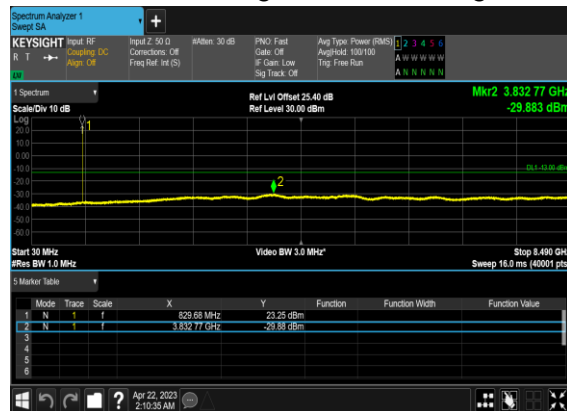 Spectrum Analyzer 1
Swept SA
+
KEYSIGHT Input: RF Input Z: 50 Ω #Atten: 30 dB PNO: Fast Avg Type: Power (RMS) 1 2 3 4 5 6
R T Coupling: DC Corrections: Off Gate: Off Avg|Hold: 100/100 A W W W W W
Align: Off Freq Ref: Int (S) IF Gain: Low Trig: Free Run
Sig Track: Off A N N N N N
1 Spectrum Ref Lvl Offset 25.40 dB Mkr2 3.832 77 GHz
Scale/Div 10 dB Ref Level 30.00 dBm -29.883 dBm
Log
1
20.0
10.0
0.00
-10.0 DL1 -13.00 dBm
-20.0 2
-30.0
-40.0
-50.0
-60.0
Start 30 MHz Video BW 3.0 MHz* Stop 8.490 GHz
#Res BW 1.0 MHz Sweep 16.0 ms (40001 pts)
5 Marker Table
Mode Trace Scale X Y Function Function Width Function Value
1 N 1 f 829.68 MHz 23.25 dBm
2 N 1 f 3.832 77 GHz -29.88 dBm
3
4
5
6
? Apr 22, 2023
2:10:35 AM